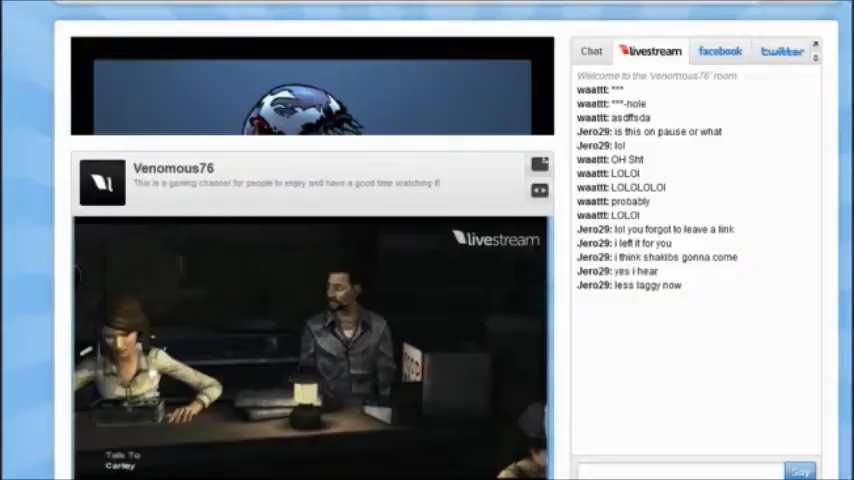 Chat
livestream
facebook
twitter
Welcome to the 'venomous76' room
waattt: ***
waattt: ***-hole
waattt: asdffsda
Jero29: is this on pause or what
Jero29: lol
waattt: OH Sht
waattt: LOLOl
waattt: LOLOLOLOl
waattt: probably
waattt: LOLOl
Jero29: lol you forgot to leave a link
Jero29: i left it for you
Jero29: i think shakibs gonna come
Jero29: yes i hear
Jero29: less laggy now
Say
Venomous76
This is a gaming channel for people to enjoy and have a good time watching it!
livestream
Talk To
Carley